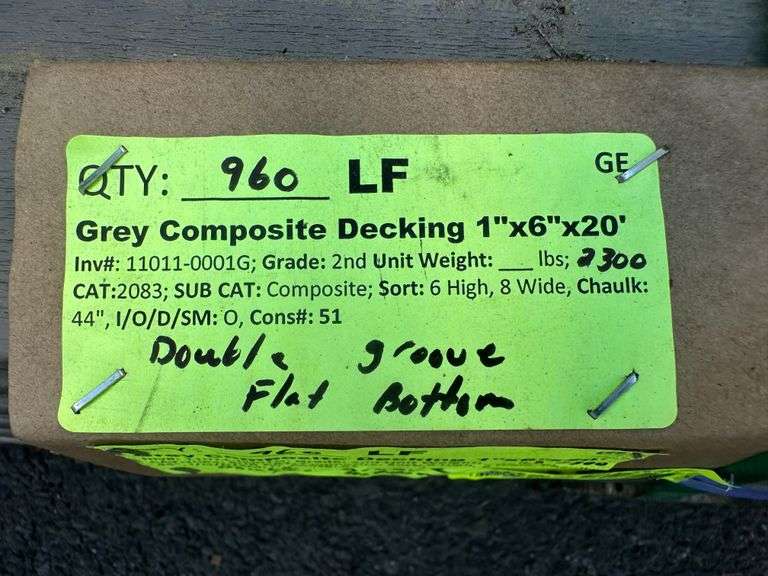 QTY: 960 LF GE
Grey Composite Decking 1"x6"x20'
Inv#: 11011-0001G; Grade: 2nd Unit Weight: ___ lbs; 2300
CAT:2083; SUB CAT: Composite; Sort: 6 High, 8 Wide, Chaulk:
44", I/O/D/SM: O, Cons#: 51
Double groove
Flat Bottom
960 LF